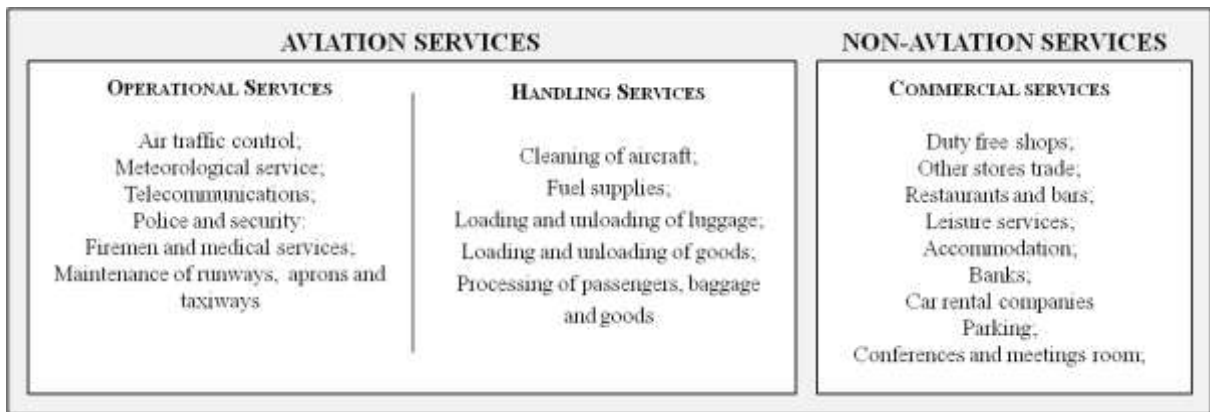 AVIATION SERVICES
OPERATIONAL SERVICES
Air traffic control;
Meteorological service;
Telecommunications;
Police and security:
Firemen and medical services;
Maintenance of runways, aprons and
taxiways
HANDLING SERVICES
Cleaning of aircraft;
Fuel supplies;
Loading and unloading of luggage;
Loading and unloading of goods;
Processing of passengers, baggage
and goods
NON-AVIATION SERVICES
COMMERCIAL SERVICES
Duty free shops;
Other stores trade;
Restaurants and bars;
Leisure services;
Accommodation;
Banks;
Car rental companies
Parking;
Conferences and meetings room;